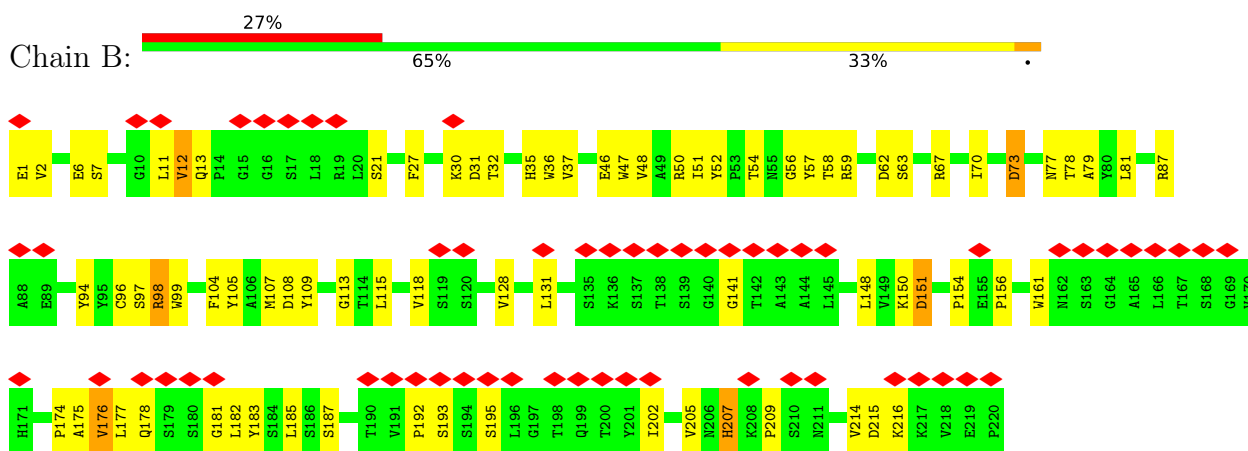 27%
Chain B:
65% 33% •
E1 V2 E6 S7 G10 L11 V12 Q13 P14 G15 G16 S17 L18 R19 L20 S21 F27 K30 D31 T32 H35 W36 V37 E46 W47 V48 A49 R50 I51 Y52 P53 T54 N55 G56 Y57 T58 R59 D62 S63 R67 I70 D73 N77 T78 A79 Y80 L81 R87
A88 E89 Y94 Y95 C96 S97 R98 W99 F104 Y105 A106 M107 D108 Y109 G113 T114 L115 V118 S119 S120 V128 L131 S135 K136 S137 T138 S139 G140 G141 T142 A143 A144 L145 L148 V149 K150 D151 P154 E155 P156 W161 N162 S163 G164 A165 L166 T167 S168 G169
H171 P174 A175 V176 L177 Q178 S179 S180 G181 L182 Y183 S184 L185 S186 S187 T190 V191 P192 S193 S194 S195 L196 G197 T198 Q199 T200 Y201 I202 V205 N206 H207 K208 P209 S210 N211 V214 D215 K216 K217 V218 E219 P220